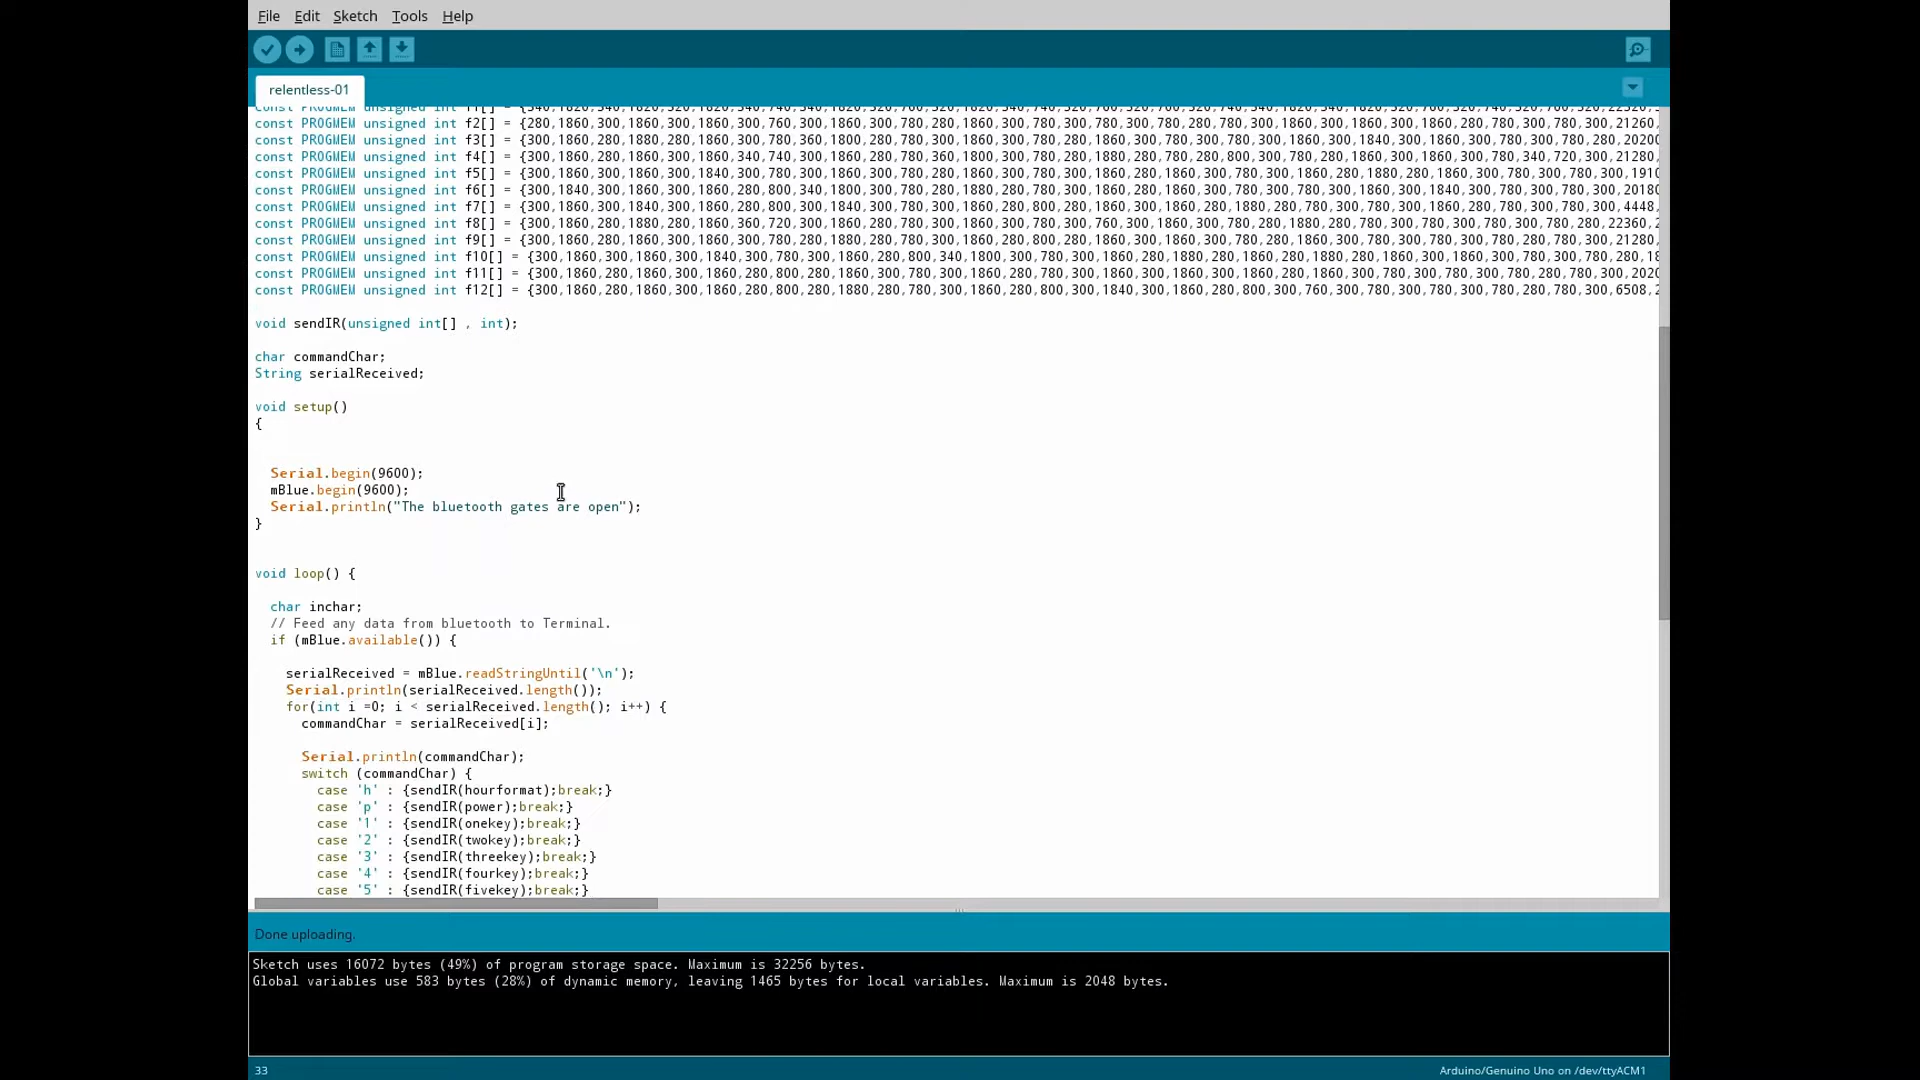 File Edit Sketch Tools Help
relentless-01
const PROGMEM unsigned int f1[] = {340,1820,340,1820,320,1820,340,740,340,1820,320,760,320,1820,340,740,320,760,320,760,320,740,340,1820,340,1820,320,740,320,760,320,22320,
const PROGMEM unsigned int f2[] = {280,1860,300,1860,300,1860,300,760,300,1860,300,780,280,1860,300,780,300,780,300,780,280,780,300,1860,300,1860,300,1860,280,780,300,780,300,21260,
const PROGMEM unsigned int f3[] = {300,1860,280,1880,280,1860,300,780,360,1800,300,780,280,1880,280,780,280,1860,300,780,300,780,300,1860,300,1840,300,1860,300,780,300,780,280,20200
const PROGMEM unsigned int f4[] = {300,1860,280,1860,300,1860,340,740,300,1860,280,780,360,1800,300,780,280,1880,280,780,280,800,300,780,280,1860,300,1860,300,780,340,720,300,21280,
const PROGMEM unsigned int f5[] = {300,1860,300,1860,300,1840,300,780,300,1860,280,780,300,1860,300,780,300,1860,300,780,300,780,300,1860,280,1880,280,1860,300,780,300,780,300,1910
const PROGMEM unsigned int f6[] = {300,1840,300,1860,300,1860,280,800,340,1800,300,780,280,1880,280,780,300,1860,280,780,300,780,300,780,300,1860,300,1840,300,780,300,780,300,20180
const PROGMEM unsigned int f7[] = {300,1860,300,1840,300,1860,280,800,300,1840,300,780,300,1860,280,800,280,1860,300,1860,280,1880,280,780,300,780,300,1860,280,780,300,780,300,4448,
const PROGMEM unsigned int f8[] = {300,1860,280,1880,280,1860,360,720,300,1860,280,780,300,1860,300,780,300,760,300,1860,300,780,280,1880,280,780,300,780,300,780,300,780,280,22360,2
const PROGMEM unsigned int f9[] = {300,1860,280,1860,300,1860,300,780,280,1880,280,780,300,1860,280,800,280,1860,300,1860,300,780,280,1860,300,780,300,780,300,780,300,780,300,21280,
const PROGMEM unsigned int f10[] = {300,1860,300,1860,300,1840,300,780,300,1860,280,800,340,1800,300,780,280,1860,280,1880,280,1860,280,1880,280,1860,300,780,300,780,300,780,280,18
const PROGMEM unsigned int f11[] = {300,1860,280,1860,300,1860,280,800,280,1860,300,780,300,1860,300,780,300,1860,300,1860,300,1860,300,780,780,300,780,300,780,280,780,300,2020
const PROGMEM unsigned int f12[] = {300,1860,280,1860,300,1860,280,800,280,1880,280,780,300,1860,280,800,300,1840,300,1860,280,800,300,760,300,780,300,780,300,780,280,780,300,6508,2
void sendIR(unsigned int[] , int);
char commandChar;
String serialReceived;
void setup()
{
Serial.begin(9600);
mBlue.begin(9600);
Serial.println("The bluetooth gates are open");
}
void loop() {
char inchar;
// Feed any data from bluetooth to Terminal.
if (mBlue.available()) {
serialReceived = mBlue.readStringUntil('\n');
Serial.println(serialReceived.length());
for(int i =0; i < serialReceived.length(); i++) {
commandChar = serialReceived[i];
Serial.println(commandChar);
switch (commandChar) {
case 'h' : {sendIR(hourformat);break;}
case 'p' : {sendIR(power);break;}
case '1' : {sendIR(onekey);break;}
case '2' : {sendIR(twokey);break;}
case '3' : {sendIR(threekey);break;}
case '4' : {sendIR(fourkey);break;}
case '5' : {sendIR(fivekey);break;}
Done uploading.
Sketch uses 16072 bytes (49%) of program storage space. Maximum is 32256 bytes.
Global variables use 583 bytes (28%) of dynamic memory, leaving 1465 bytes for local variables. Maximum is 2048 bytes.
33
Arduino/Genuino Uno on /dev/ttyACM1